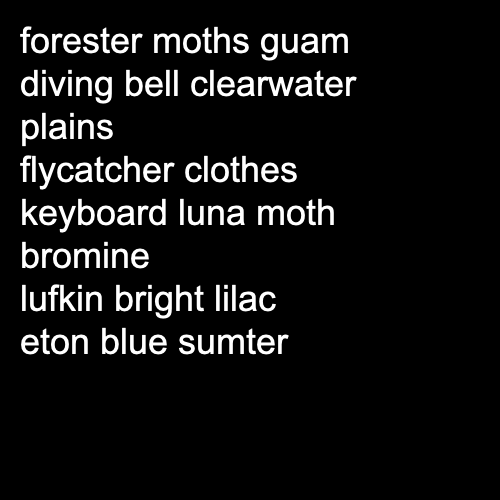 forester moths guam
diving bell clearwater
plains
flycatcher clothes
keyboard luna moth
bromine
lufkin bright lilac
eton blue sumter